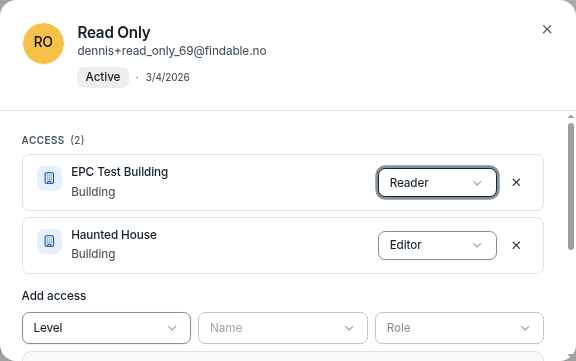 RO
Read Only
dennis+read_only_69@findable.no
Active · 3/4/2026
ACCESS (2)
EPC Test Building
Building
Reader
Haunted House
Building
Editor
Add access
Level
Name
Role